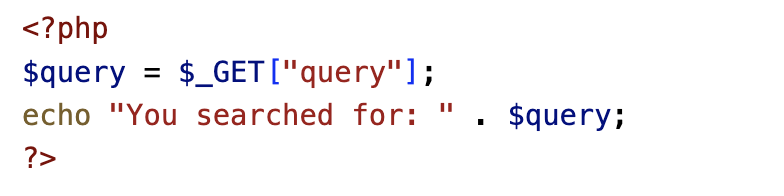 <?php
$query = $_GET["query"];
echo "You searched for: " . $query;
?>